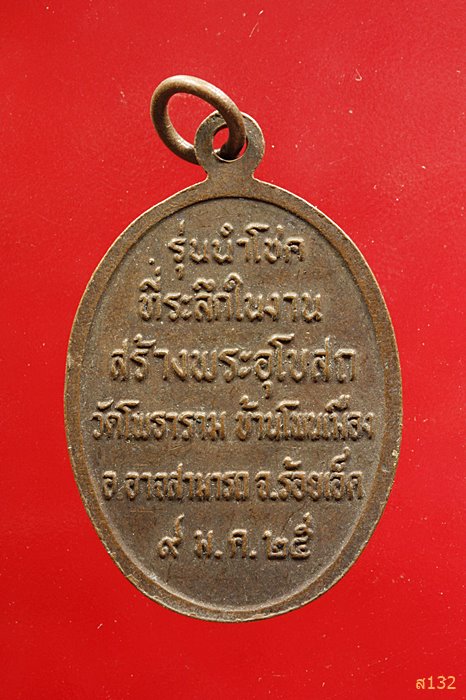 รุ่นนำโชค
ที่ระลึกในงาน
สร้างพระอุโบสถ
วัดโพธาราม บ้านโพนเมือง
อ.อาจสามารถ จ.ร้อยเอ็ด
๙ ม.ค.๒๕
ส132